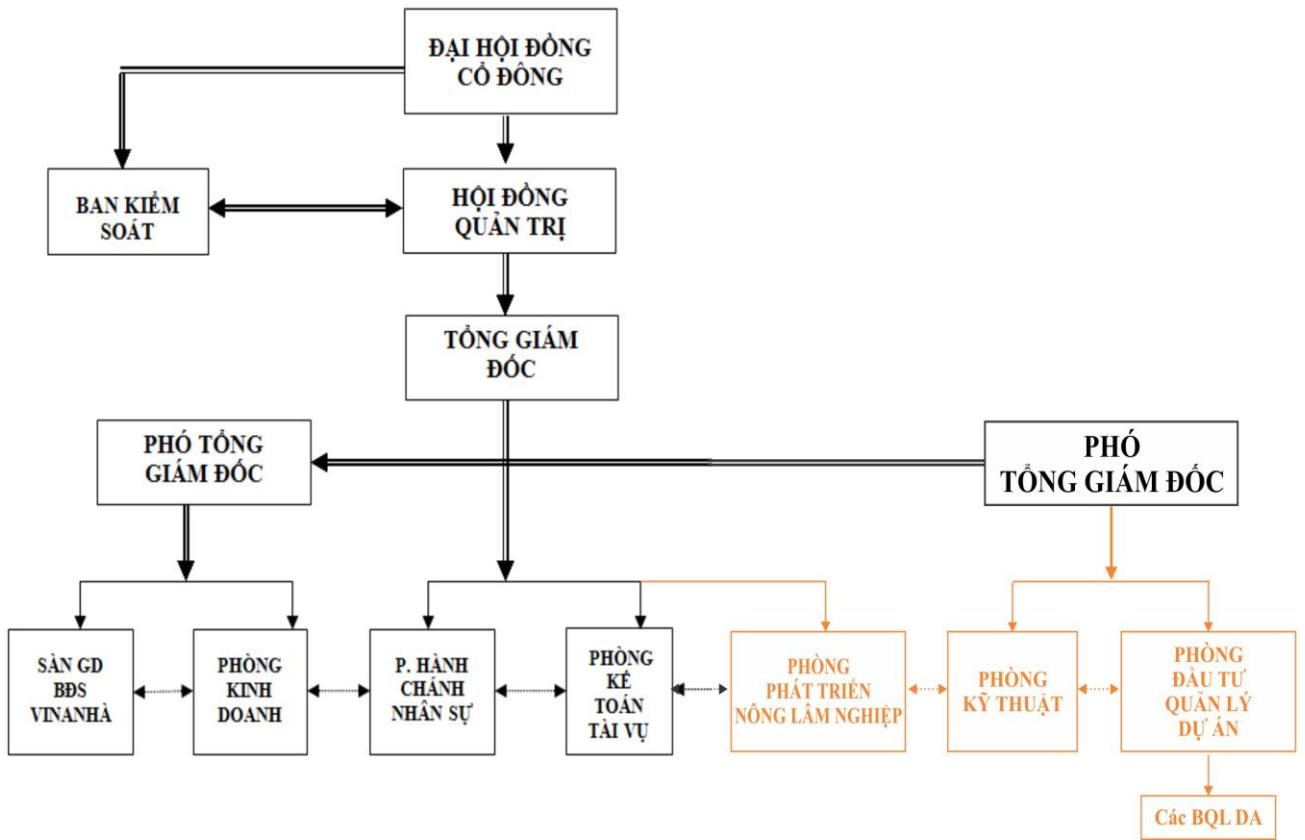 ĐẠI HỘI ĐỒNG
CỔ ĐÔNG
BAN KIỂM
SOÁT
HỘI ĐỒNG
QUẢN TRỊ
TỔNG GIÁM
ĐỐC
PHÓ TỔNG
GIÁM ĐỐC
PHÓ
TỔNG GIÁM ĐỐC
SÀN GD
BĐS
VINANHÀ
PHÒNG
KINH
DOANH
P. HÀNH
CHÁNH
NHÂN SỰ
PHÒNG
KẾ
TOÁN
TÀI VỤ
PHÒNG
PHÁT TRIỂN
NÔNG LÂM NGHIỆP
PHÒNG
KỸ THUẬT
PHÒNG
ĐẦU TƯ
QUẢN LÝ
DỰ ÁN
Các BQL DA